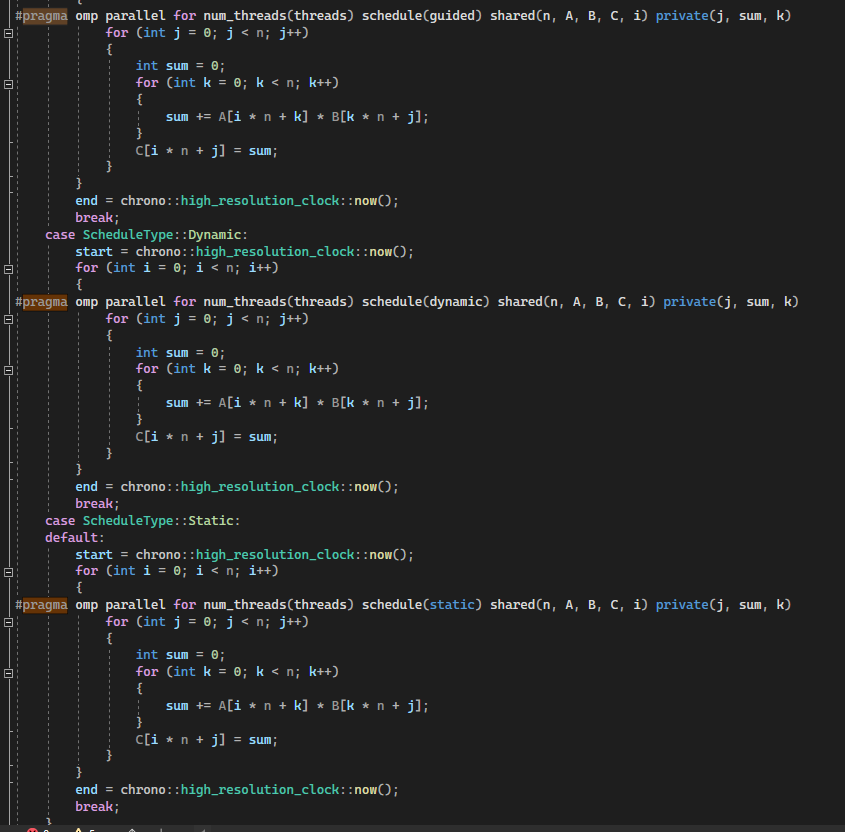 #pragma omp parallel for num_threads(threads) schedule(guided) shared(n, A, B, C, i) private(j, sum, k)
for (int j = 0; j < n; j++)
{
int sum = 0;
for (int k = 0; k < n; k++)
{
sum += A[i * n + k] * B[k * n + j];
}
C[i * n + j] = sum;
}
}
end = chrono::high_resolution_clock::now();
break;
case ScheduleType::Dynamic:
start = chrono::high_resolution_clock::now();
for (int i = 0; i < n; i++)
{
#pragma omp parallel for num_threads(threads) schedule(dynamic) shared(n, A, B, C, i) private(j, sum, k)
for (int j = 0; j < n; j++)
{
int sum = 0;
for (int k = 0; k < n; k++)
{
sum += A[i * n + k] * B[k * n + j];
}
C[i * n + j] = sum;
}
}
end = chrono::high_resolution_clock::now();
break;
case ScheduleType::Static:
default:
start = chrono::high_resolution_clock::now();
for (int i = 0; i < n; i++)
{
#pragma omp parallel for num_threads(threads) schedule(static) shared(n, A, B, C, i) private(j, sum, k)
for (int j = 0; j < n; j++)
{
int sum = 0;
for (int k = 0; k < n; k++)
{
sum += A[i * n + k] * B[k * n + j];
}
C[i * n + j] = sum;
}
}
end = chrono::high_resolution_clock::now();
break;
}